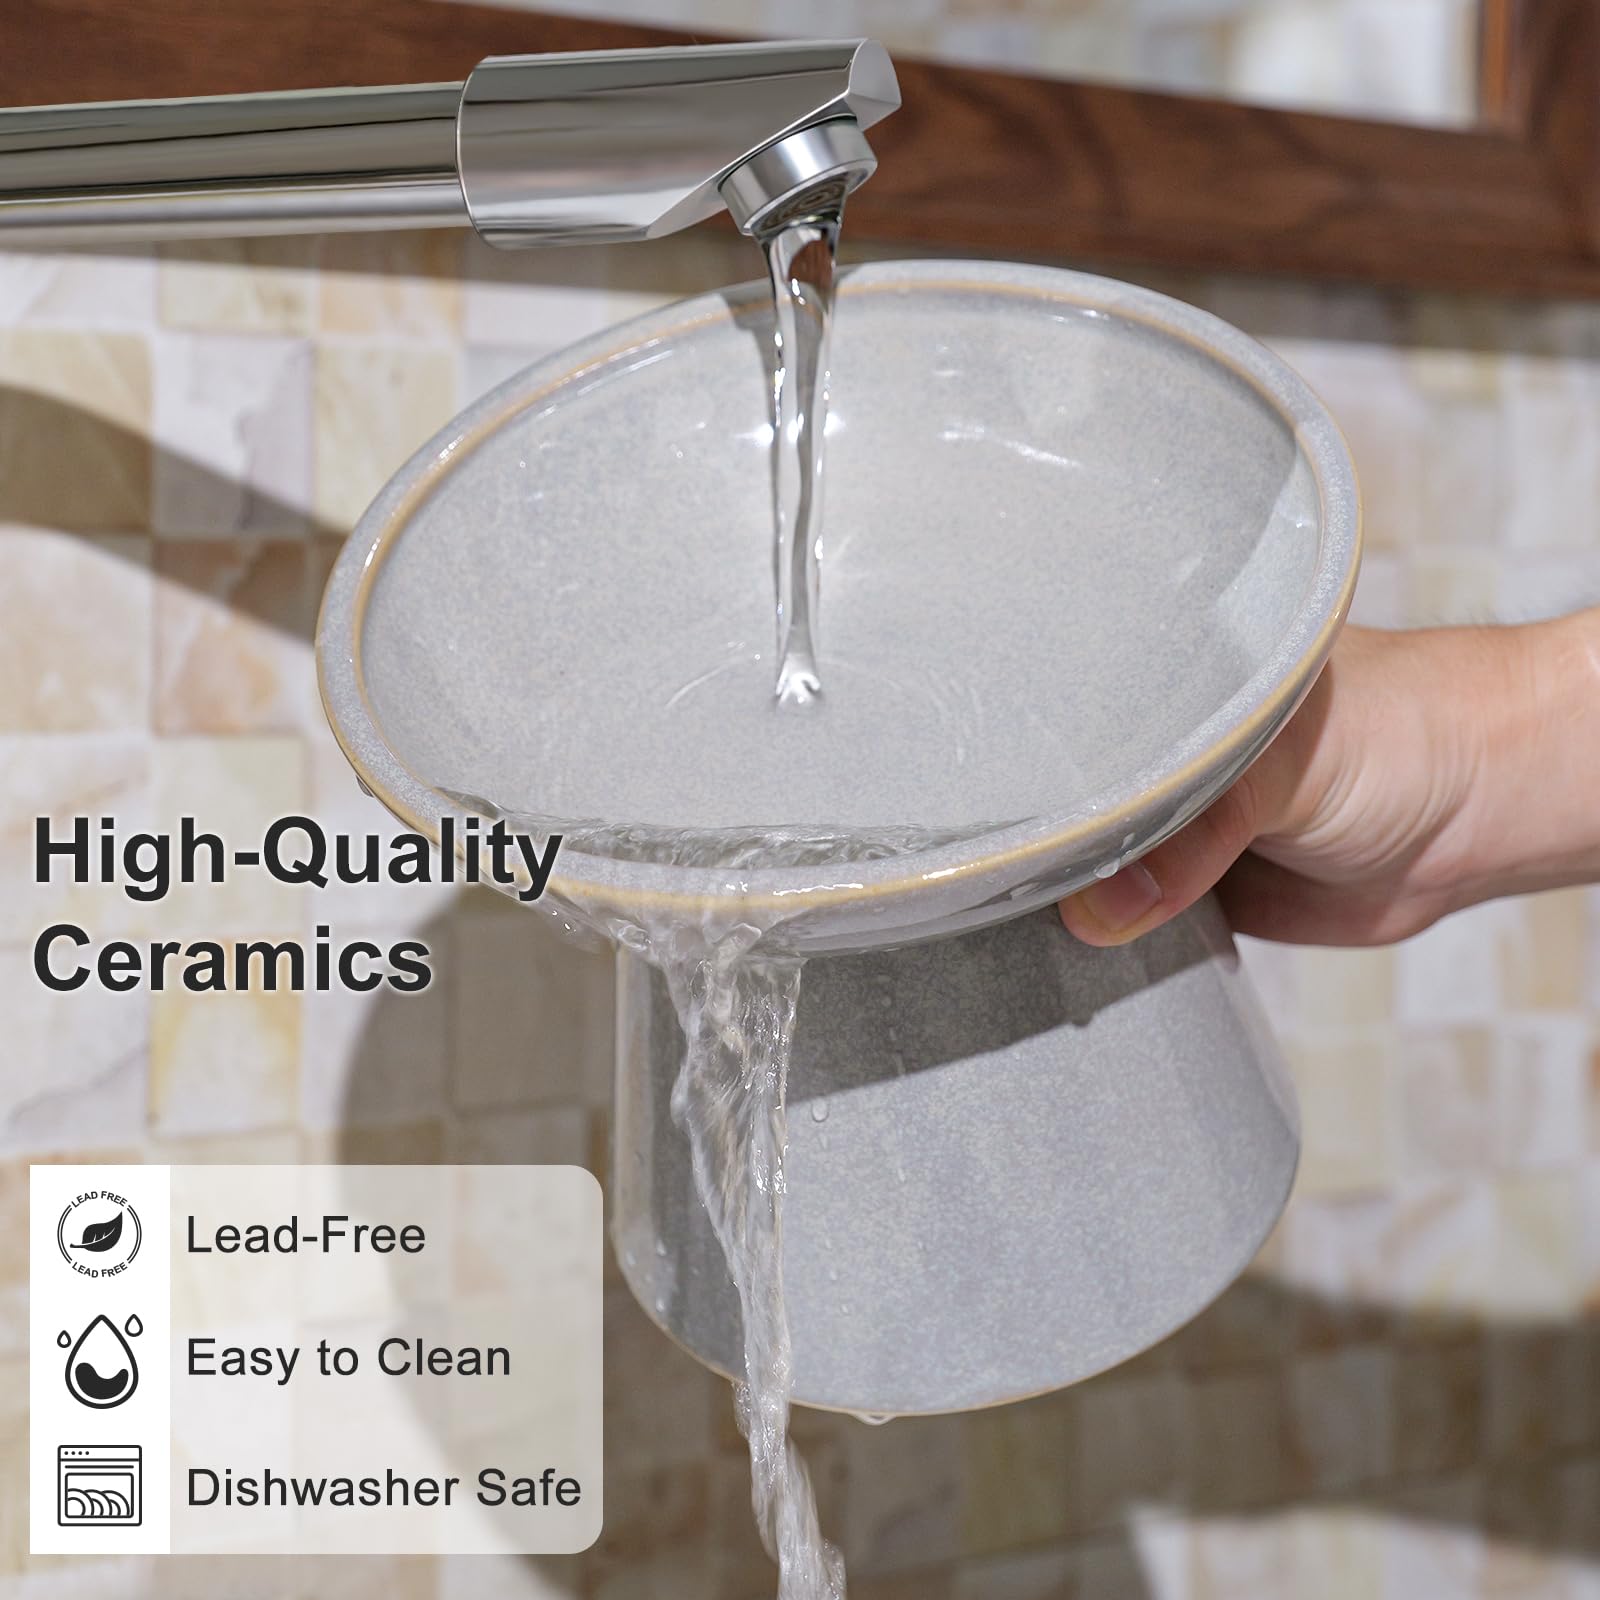 High-Quality
Ceramics
LEAD FREE
LEAD FREE
Lead-Free
Easy to Clean
Dishwasher Safe